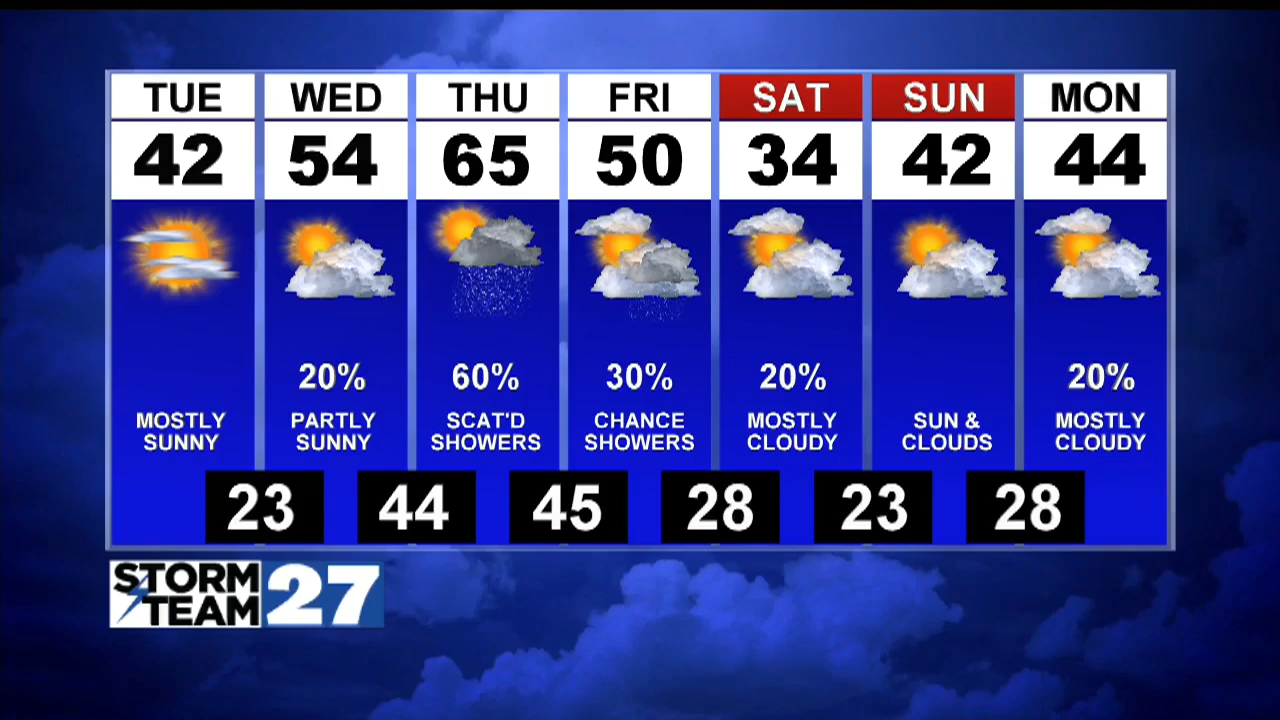 TUE WED THU FRI SAT SUN MON
42 54 65 50 34 42 44
20% 60% 30% 20% 20%
MOSTLY PARTLY SCAT'D CHANCE MOSTLY SUN & MOSTLY
SUNNY SUNNY SHOWERS SHOWERS CLOUDY CLOUDS CLOUDY
23 44 45 28 23 28
STORM
TEAM
27